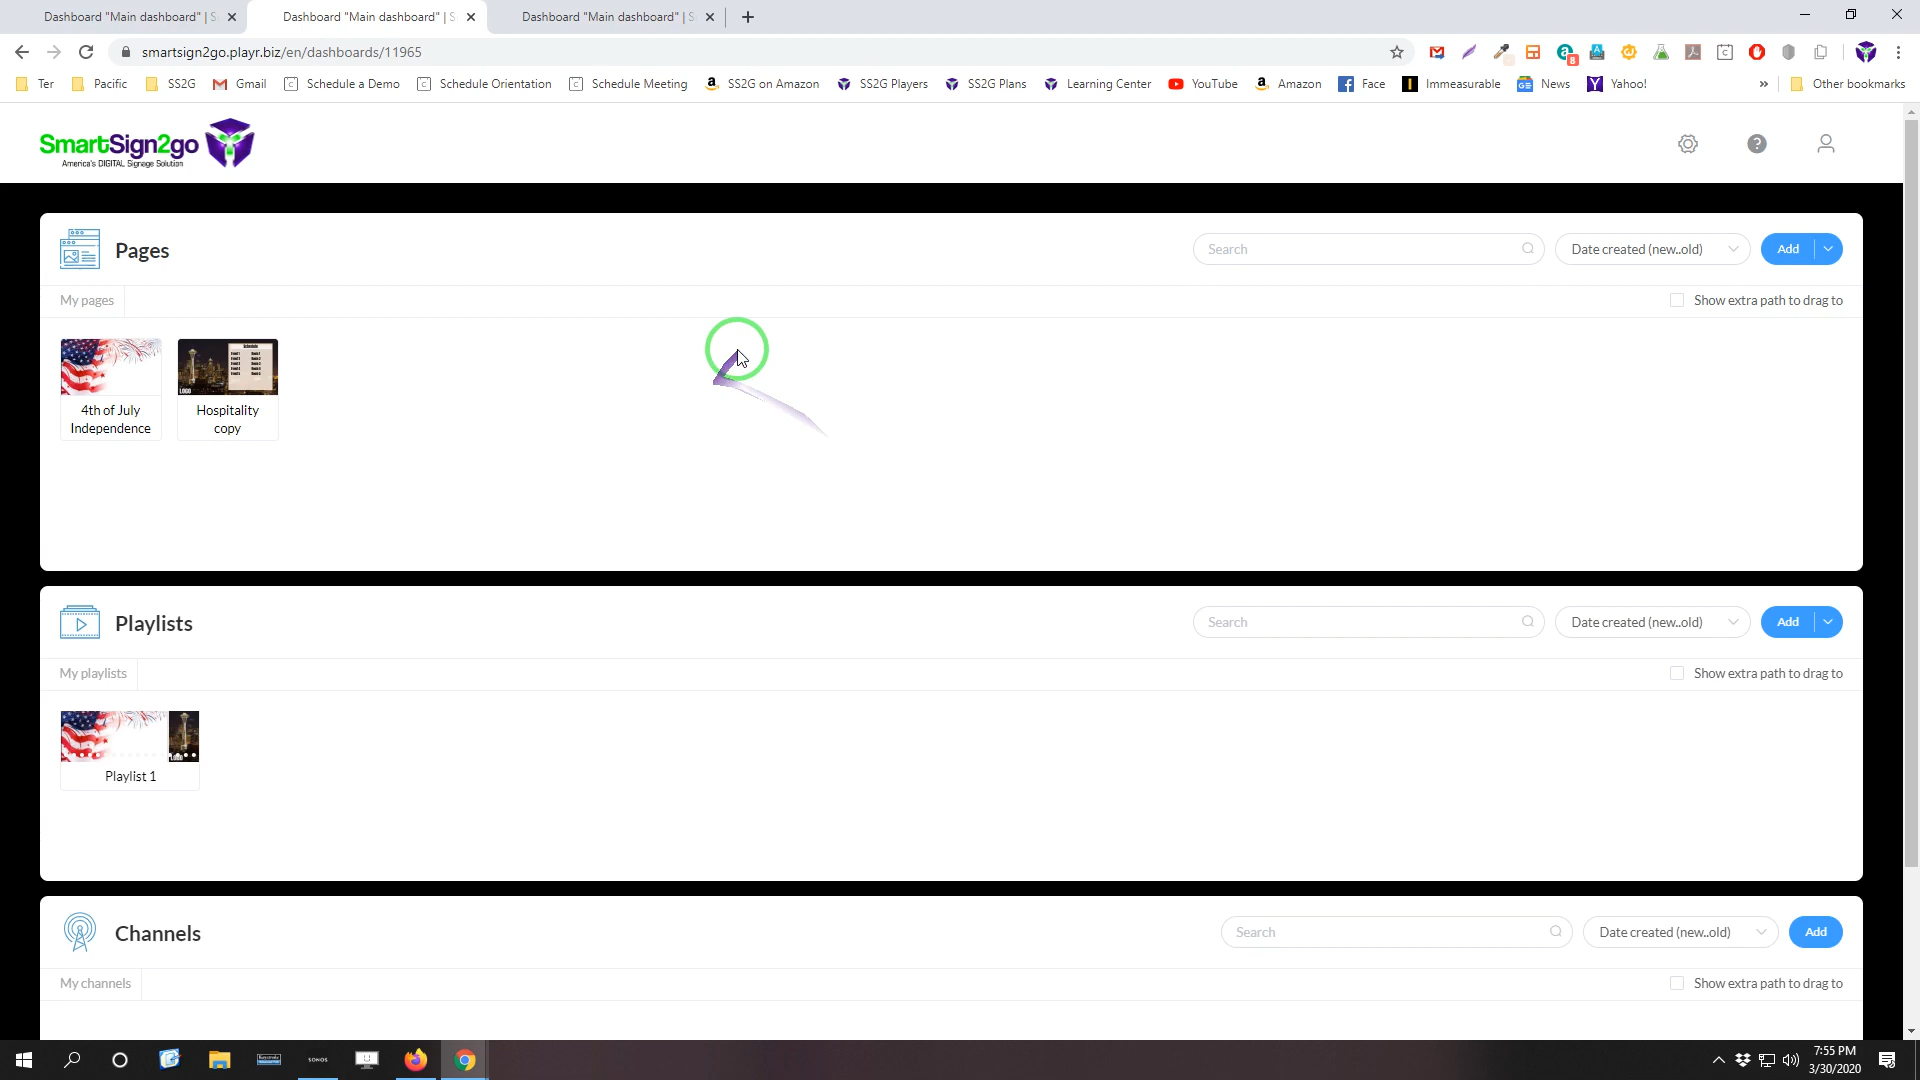 Dashboard "Main dashboard" | S
Dashboard "Main dashboard" | S
Dashboard "Main dashboard" | S
smartsign2go.playr.biz/en/dashboards/11965
8
Ter
Pacific
SS2G
Gmail
Schedule a Demo
Schedule Orientation
Schedule Meeting
SS2G on Amazon
SS2G Players
SS2G Plans
Learning Center
YouTube
Amazon
Face
Immeasurable
News
Yahoo!
»
Other bookmarks
SmartSign2go
America's DIGITAL Signage Solution
Pages
Search
Date created (new..old)
Add
My pages
Show extra path to drag to
4th of July
Independence
Hospitality
copy
Schedule
LOGO
Playlists
Search
Date created (new..old)
Add
My playlists
Show extra path to drag to
LOGO
Playlist 1
Channels
Search
Date created (new..old)
Add
My channels
Show extra path to drag to
SONOS
7:55 PM
3/30/2020